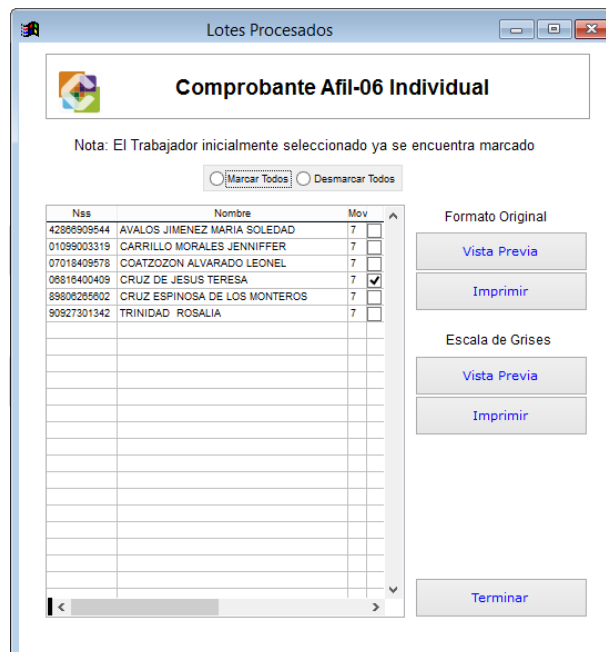 Lotes Procesados
Comprobante Afil-06 Individual
Nota: El Trabajador inicialmente seleccionado ya se encuentra marcado
Marcar Todos Desmarcar Todos
Nss Nombre Mov
42866909544 AVALOS JIMENEZ MARIA SOLEDAD 7
01099003319 CARRILLO MORALES JENNIFFER 7
07018409578 COATZOZON ALVARADO LEONEL 7
06816400409 CRUZ DE JESUS TERESA 7
89806265602 CRUZ ESPINOSA DE LOS MONTEROS 7
90927301342 TRINIDAD ROSALIA 7
Formato Original
Vista Previa
Imprimir
Escala de Grises
Vista Previa
Imprimir
Terminar